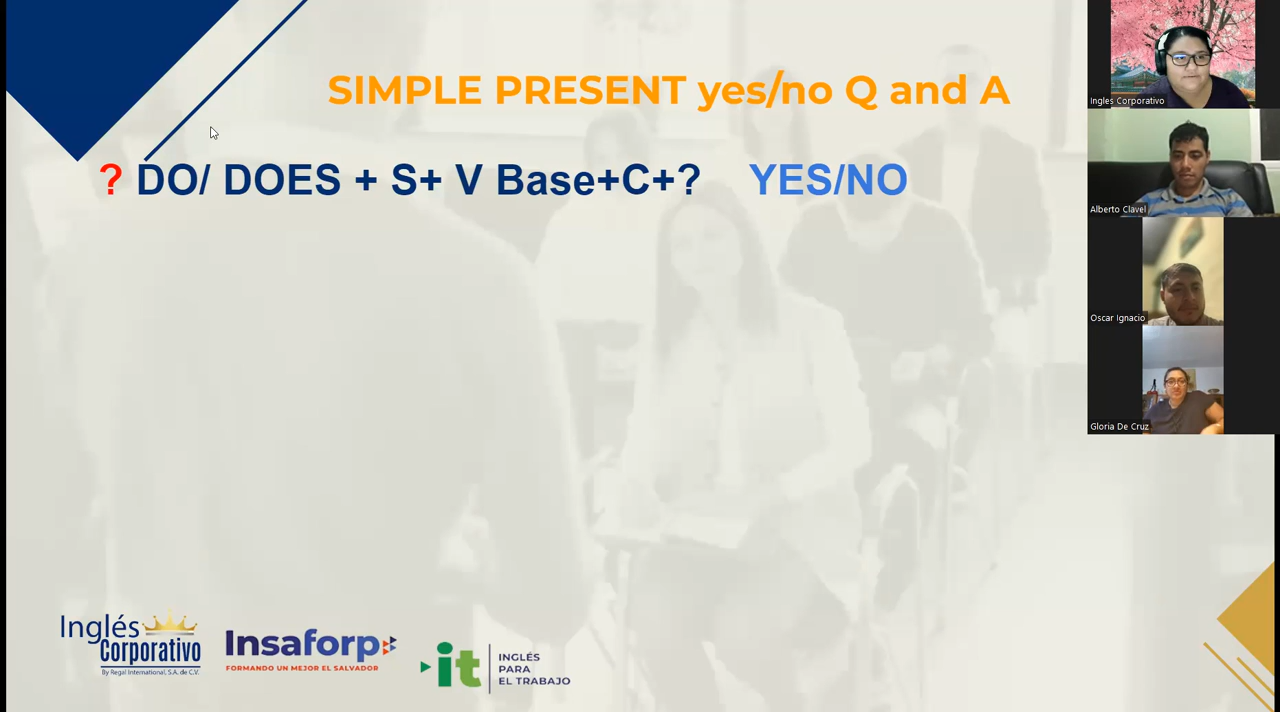 SIMPLE PRESENT yes/no Q and A
? DO/ DOES + S+ V Base+C+? YES/NO
Ingles Corporativo
Alberto Clavel
Oscar Ignacio
Gloria De Cruz
Inglés
Corporativo
By Regal International, S.A. de C.V.
Insaforp
FORMANDO UN MEJOR EL SALVADOR
it
INGLÉS
PARA
EL TRABAJO